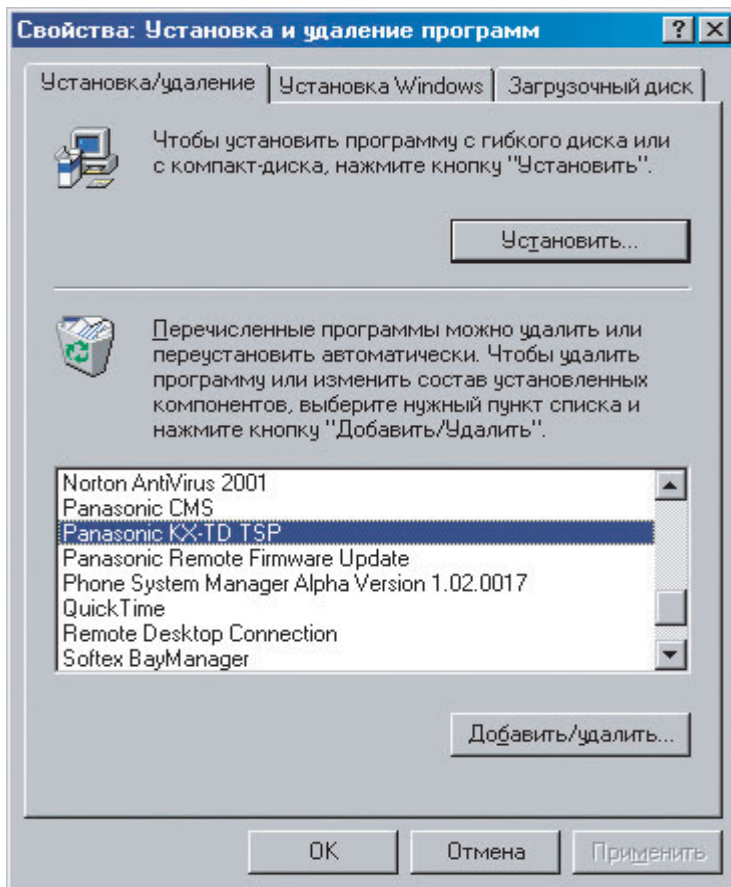 Свойства: Установка и удаление программ
Установка/удаление
Установка Windows
Загрузочный диск
Чтобы установить программу с гибкого диска или
с компакт-диска, нажмите кнопку "Установить".
Установить...
Перечисленные программы можно удалить или
переустановить автоматически. Чтобы удалить
программу или изменить состав установленных
компонентов, выберите нужный пункт списка и
нажмите кнопку "Добавить/Удалить".
Norton AntiVirus 2001
Panasonic CMS
Panasonic KX-TD TSP
Panasonic Remote Firmware Update
Phone System Manager Alpha Version 1.02.0017
QuickTime
Remote Desktop Connection
Softex BayManager
Добавить/удалить...
OK
Отмена
Применить